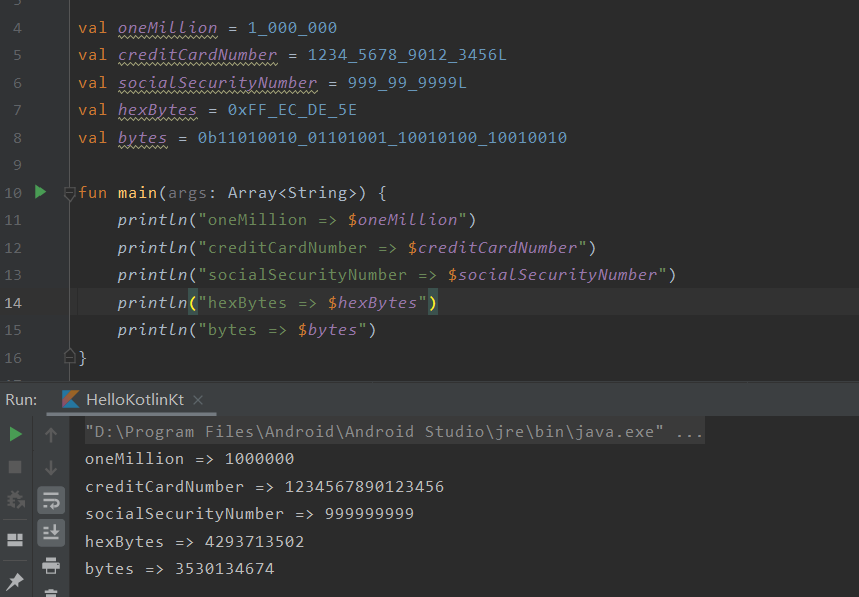 4 val oneMillion = 1_000_000
5 val creditCardNumber = 1234_5678_9012_3456L
6 val socialSecurityNumber = 999_99_9999L
7 val hexBytes = 0xFF_EC_DE_5E
8 val bytes = 0b11010010_01101001_10010100_10010010
9
10 fun main(args: Array<String>) {
11 println("oneMillion => $oneMillion")
12 println("creditCardNumber => $creditCardNumber")
13 println("socialSecurityNumber => $socialSecurityNumber")
14 println("hexBytes => $hexBytes")
15 println("bytes => $bytes")
16 }
Run: HelloKotlinKt ×
"D:\Program Files\Android\Android Studio\jre\bin\java.exe" ...
oneMillion => 1000000
creditCardNumber => 1234567890123456
socialSecurityNumber => 999999999
hexBytes => 4293713502
bytes => 3530134674